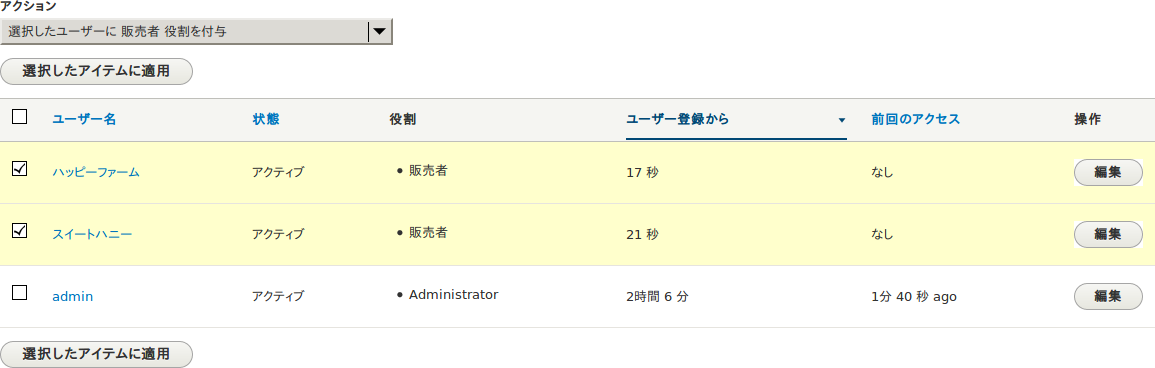 アクション
選択したユーザーに 販売者 役割を付与
選択したアイテムに適用
ユーザー名 状態 役割 ユーザー登録から 前回のアクセス 操作
ハッピーファーム アクティブ 販売者 17 秒 なし 編集
スイートハニー アクティブ 販売者 21 秒 なし 編集
admin アクティブ Administrator 2時間 6 分 1分 40 秒 ago 編集
選択したアイテムに適用